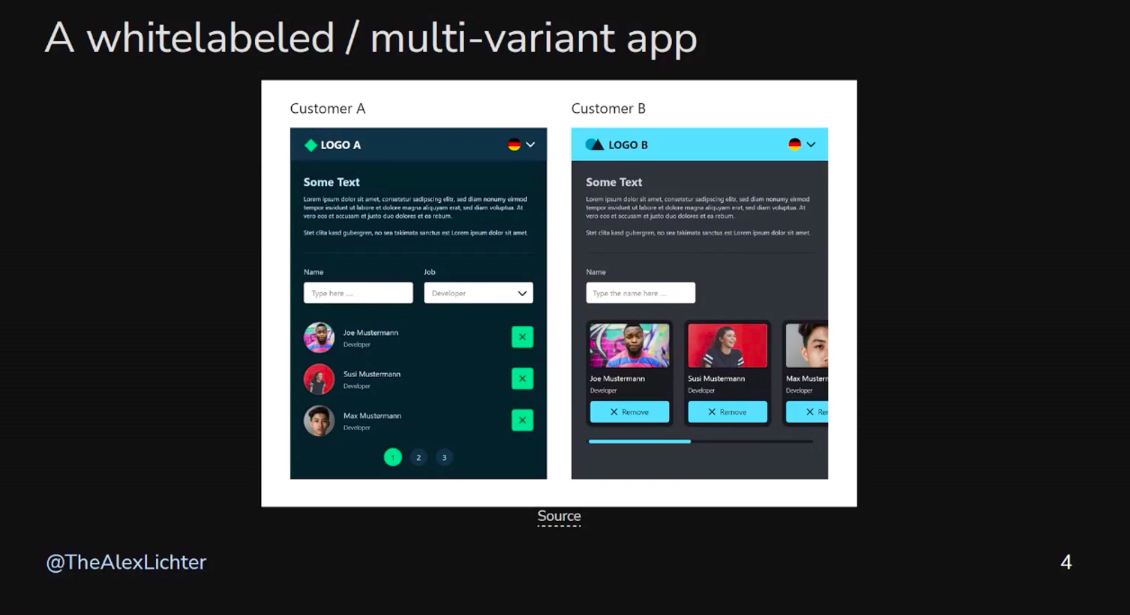 A whitelabeled / multi-variant app
Customer A
LOGO A
Some Text
Lorem ipsum dolor sit amet, consetetur sadipscing elitr, sed diam nonumy eirmod
tempor invidunt ut labore et dolore magna aliquyam erat, sed diam voluptua. At
vero eos et accusam et justo duo dolores et ea rebum.
Stet clita kasd gubergren, no sea takimata sanctus est Lorem ipsum dolor sit amet.
Name
Job
Type here ...
Developer
Joe Mustermann
Developer
Susi Mustermann
Developer
Max Mustermann
Developer
1 2 3
Customer B
LOGO B
Some Text
Lorem ipsum dolor sit amet, consetetur sadipscing elitr, sed diam nonumy eirmod
tempor invidunt ut labore et dolore magna aliquyam erat, sed diam voluptua. At
vero eos et accusam et justo duo dolores et ea rebum.
Stet clita kasd gubergren, no sea takimata sanctus est Lorem ipsum dolor sit amet.
Name
Type the name here ...
Joe Mustermann
Developer
Remove
Susi Mustermann
Developer
Remove
Max Musterm
Developer
Re
Source
@TheAlexLichter
4